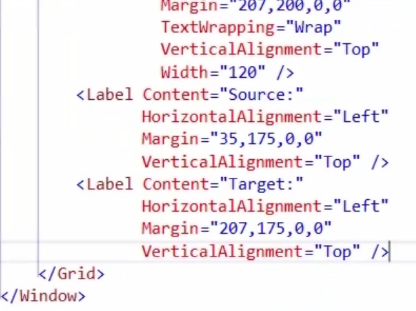 Margin="207,200,0,0"
TextWrapping="Wrap"
VerticalAlignment="Top"
Width="120" />
<Label Content="Source:"
HorizontalAlignment="Left"
Margin="35,175,0,0"
VerticalAlignment="Top" />
<Label Content="Target:"
HorizontalAlignment="Left"
Margin="207,175,0,0"
VerticalAlignment="Top" />
</Grid>
</Window>